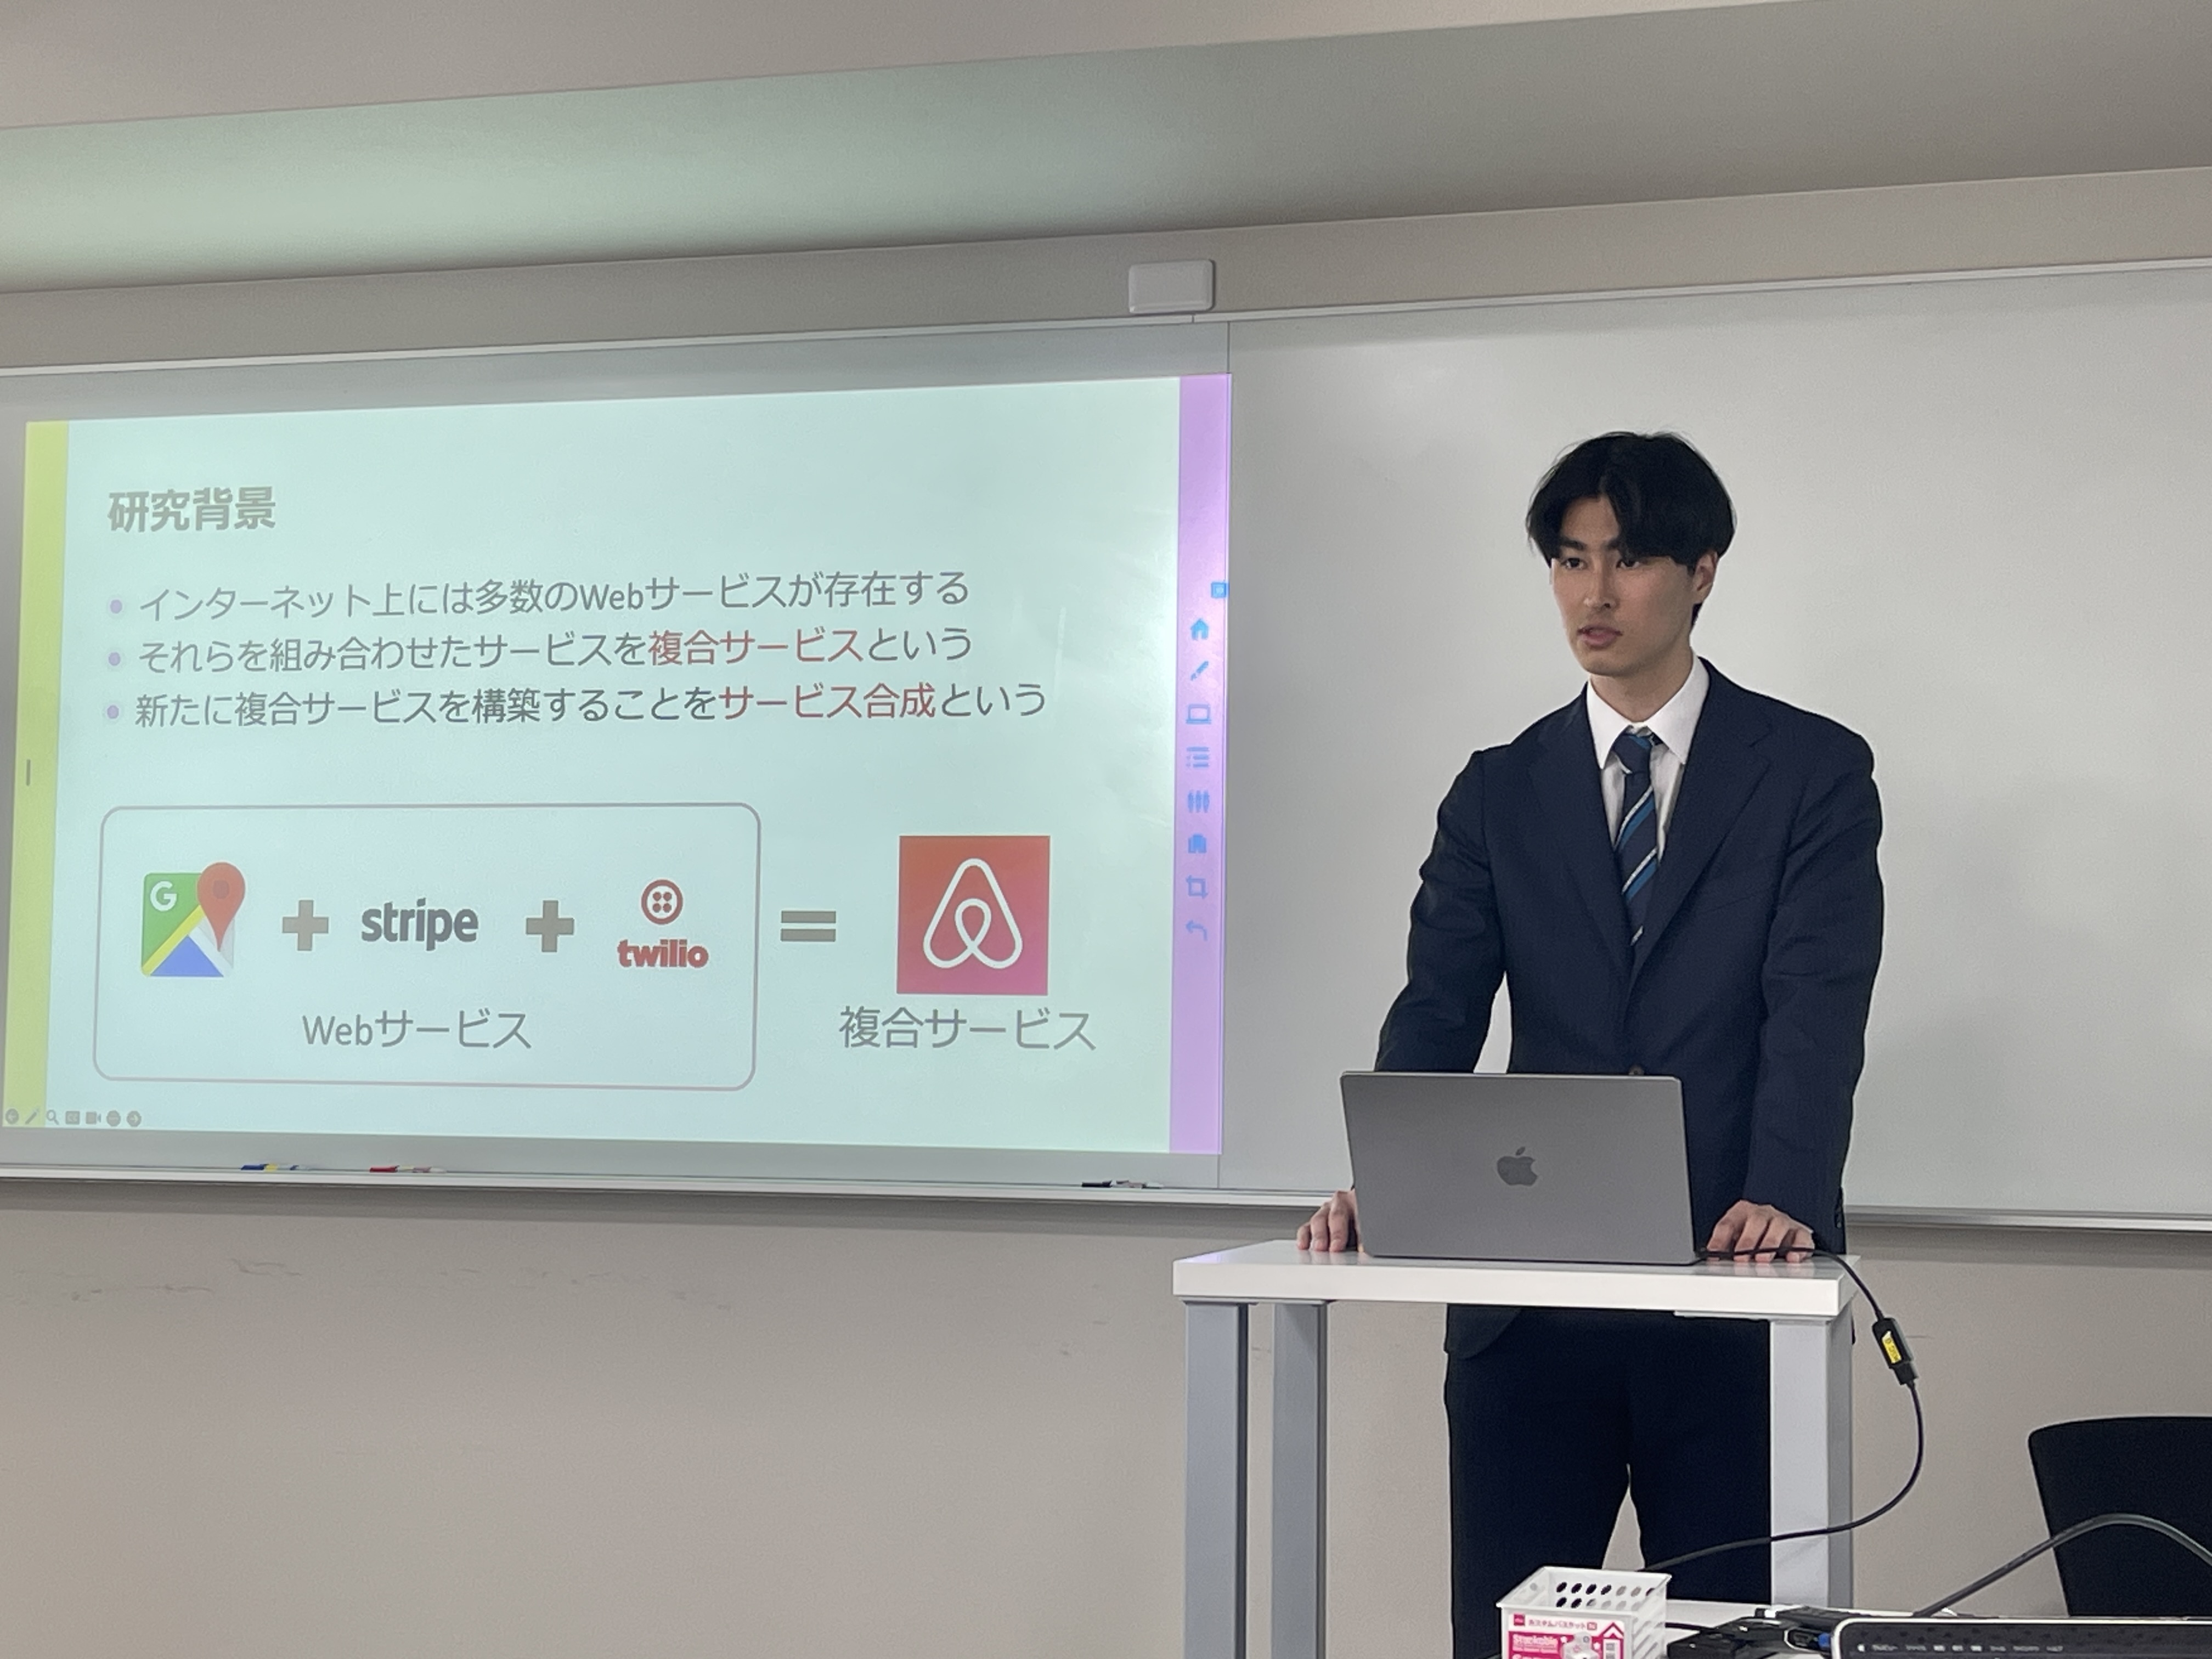 研究背景
インターネット上には多数のWebサービスが存在する
それらを組み合わせたサービスを複合サービスという
新たに複合サービスを構築することをサービス合成という
G
stripe
twilio
Webサービス
複合サービス
Stackable